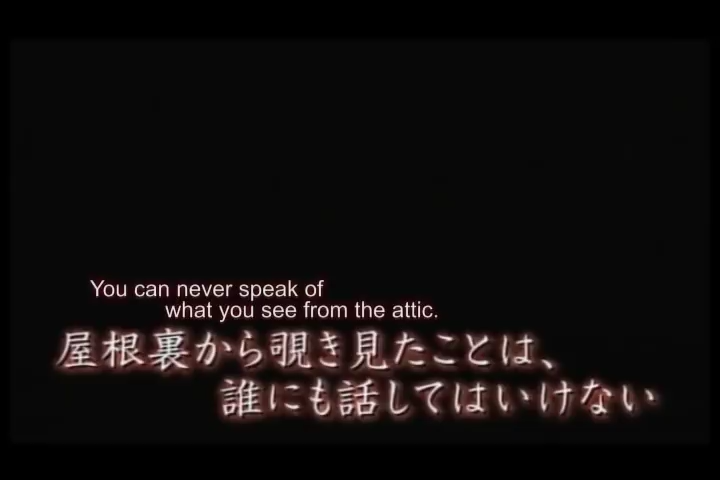 You can never speak of
what you see from the attic.
屋根裏から覗き見たことは、
誰にも話してはいけない